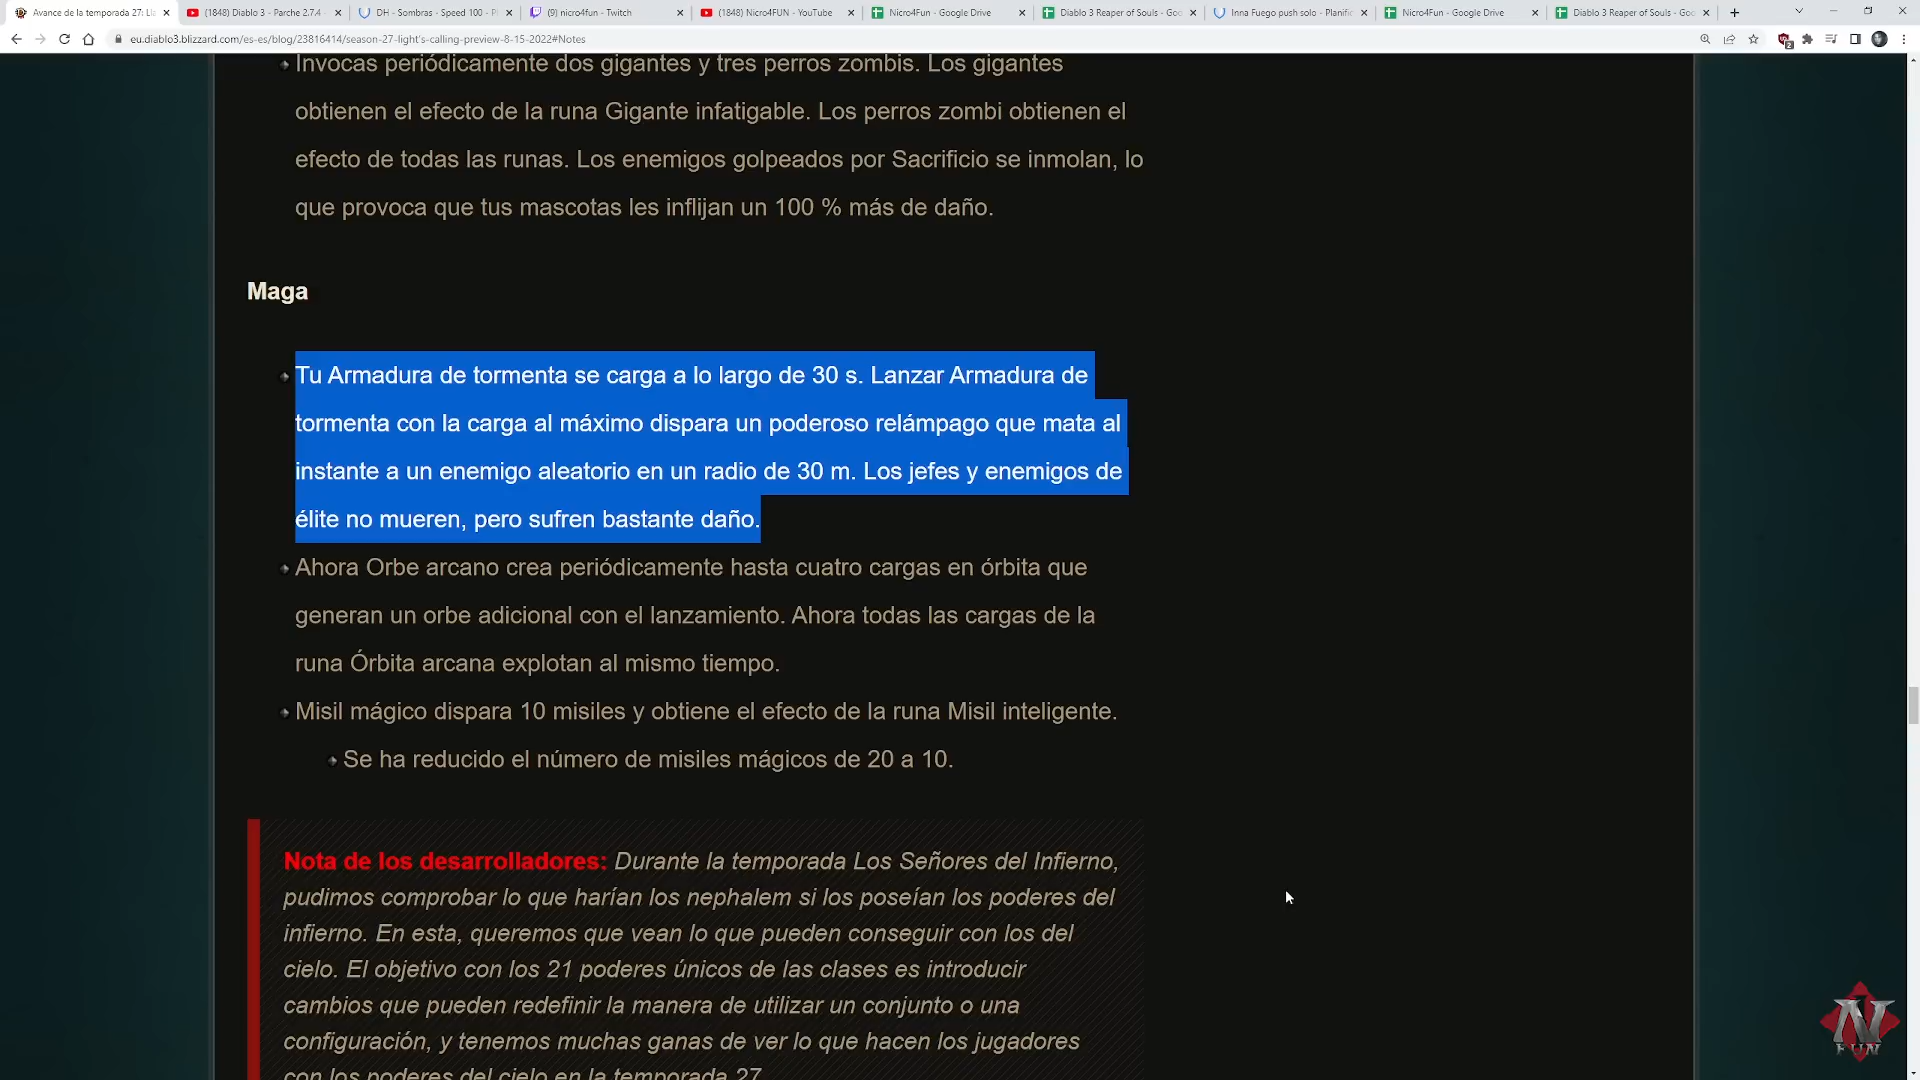 Avance de la temporada 27: Ll
(1848) Diablo 3 - Parche 2.7.4 -
DH - Sombras - Speed 100 - Pl
(9) nicro4fun - Twitch
(1848) Nicro4FUN - YouTube
Nicro4Fun - Google Drive
Diablo 3 Reaper of Souls - Goo
Inna Fuego push solo - Planific
Nicro4Fun - Google Drive
Diablo 3 Reaper of Souls - Goo
eu.diablo3.blizzard.com/es-es/blog/23816414/season-27-light's-calling-preview-8-15-2022#Notes
Invocas periódicamente dos gigantes y tres perros zombis. Los gigantes
obtienen el efecto de la runa Gigante infatigable. Los perros zombi obtienen el
efecto de todas las runas. Los enemigos golpeados por Sacrificio se inmolan, lo
que provoca que tus mascotas les inflijan un 100 % más de daño.
Maga
Tu Armadura de tormenta se carga a lo largo de 30 s. Lanzar Armadura de
tormenta con la carga al máximo dispara un poderoso relámpago que mata al
instante a un enemigo aleatorio en un radio de 30 m. Los jefes y enemigos de
élite no mueren, pero sufren bastante daño.
Ahora Orbe arcano crea periódicamente hasta cuatro cargas en órbita que
generan un orbe adicional con el lanzamiento. Ahora todas las cargas de la
runa Órbita arcana explotan al mismo tiempo.
Misil mágico dispara 10 misiles y obtiene el efecto de la runa Misil inteligente.
Se ha reducido el número de misiles mágicos de 20 a 10.
Nota de los desarrolladores: Durante la temporada Los Señores del Infierno,
pudimos comprobar lo que harían los nephalem si los poseían los poderes del
infierno. En esta, queremos que vean lo que pueden conseguir con los del
cielo. El objetivo con los 21 poderes únicos de las clases es introducir
cambios que pueden redefinir la manera de utilizar un conjunto o una
configuración, y tenemos muchas ganas de ver lo que hacen los jugadores
con los poderes del cielo en la temporada 27.
N
FUN